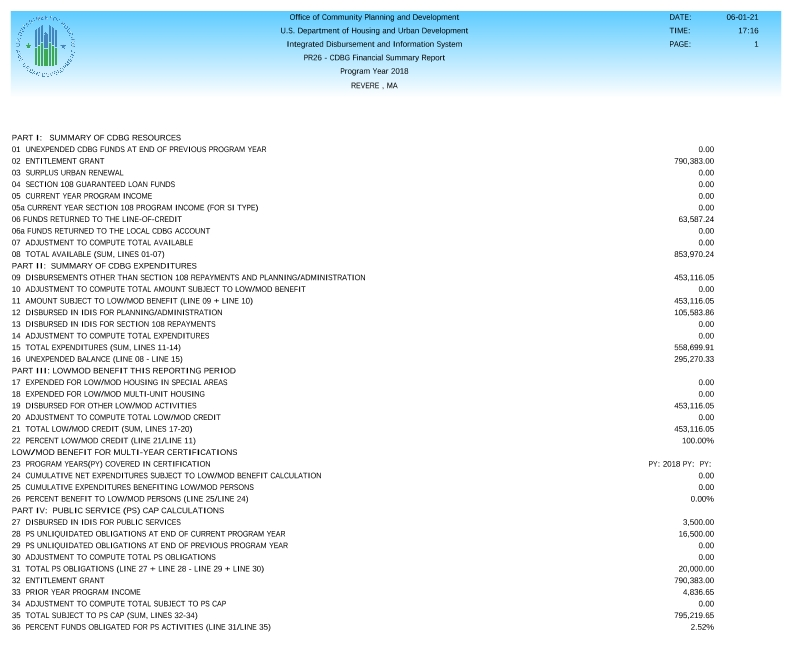 Office of Community Planning and Development
DATE: 06-01-21
U.S. Department of Housing and Urban Development
TIME: 17:16
Integrated Disbursement and Information System
PAGE: 1
PR26 - CDBG Financial Summary Report
Program Year 2018
REVERE , MA
PART I: SUMMARY OF CDBG RESOURCES
01 UNEXPENDED CDBG FUNDS AT END OF PREVIOUS PROGRAM YEAR 0.00
02 ENTITLEMENT GRANT 790,383.00
03 SURPLUS URBAN RENEWAL 0.00
04 SECTION 108 GUARANTEED LOAN FUNDS 0.00
05 CURRENT YEAR PROGRAM INCOME 0.00
05a CURRENT YEAR SECTION 108 PROGRAM INCOME (FOR SI TYPE) 0.00
06 FUNDS RETURNED TO THE LINE-OF-CREDIT 63,587.24
06a FUNDS RETURNED TO THE LOCAL CDBG ACCOUNT 0.00
07 ADJUSTMENT TO COMPUTE TOTAL AVAILABLE 0.00
08 TOTAL AVAILABLE (SUM, LINES 01-07) 853,970.24
PART II: SUMMARY OF CDBG EXPENDITURES
09 DISBURSEMENTS OTHER THAN SECTION 108 REPAYMENTS AND PLANNING/ADMINISTRATION 453,116.05
10 ADJUSTMENT TO COMPUTE TOTAL AMOUNT SUBJECT TO LOW/MOD BENEFIT 0.00
11 AMOUNT SUBJECT TO LOW/MOD BENEFIT (LINE 09 + LINE 10) 453,116.05
12 DISBURSED IN IDIS FOR PLANNING/ADMINISTRATION 105,583.86
13 DISBURSED IN IDIS FOR SECTION 108 REPAYMENTS 0.00
14 ADJUSTMENT TO COMPUTE TOTAL EXPENDITURES 0.00
15 TOTAL EXPENDITURES (SUM, LINES 11-14) 558,699.91
16 UNEXPENDED BALANCE (LINE 08 - LINE 15) 295,270.33
PART III: LOWMOD BENEFIT THIS REPORTING PERIOD
17 EXPENDED FOR LOW/MOD HOUSING IN SPECIAL AREAS 0.00
18 EXPENDED FOR LOW/MOD MULTI-UNIT HOUSING 0.00
19 DISBURSED FOR OTHER LOW/MOD ACTIVITIES 453,116.05
20 ADJUSTMENT TO COMPUTE TOTAL LOW/MOD CREDIT 0.00
21 TOTAL LOW/MOD CREDIT (SUM, LINES 17-20) 453,116.05
22 PERCENT LOW/MOD CREDIT (LINE 21/LINE 11) 100.00%
LOW/MOD BENEFIT FOR MULTI-YEAR CERTIFICATIONS
23 PROGRAM YEARS(PY) COVERED IN CERTIFICATION PY: 2018 PY: PY:
24 CUMULATIVE NET EXPENDITURES SUBJECT TO LOW/MOD BENEFIT CALCULATION 0.00
25 CUMULATIVE EXPENDITURES BENEFITING LOW/MOD PERSONS 0.00
26 PERCENT BENEFIT TO LOW/MOD PERSONS (LINE 25/LINE 24) 0.00%
PART IV: PUBLIC SERVICE (PS) CAP CALCULATIONS
27 DISBURSED IN IDIS FOR PUBLIC SERVICES 3,500.00
28 PS UNLIQUIDATED OBLIGATIONS AT END OF CURRENT PROGRAM YEAR 16,500.00
29 PS UNLIQUIDATED OBLIGATIONS AT END OF PREVIOUS PROGRAM YEAR 0.00
30 ADJUSTMENT TO COMPUTE TOTAL PS OBLIGATIONS 0.00
31 TOTAL PS OBLIGATIONS (LINE 27 + LINE 28 - LINE 29 + LINE 30) 20,000.00
32 ENTITLEMENT GRANT 790,383.00
33 PRIOR YEAR PROGRAM INCOME 4,836.65
34 ADJUSTMENT TO COMPUTE TOTAL SUBJECT TO PS CAP 0.00
35 TOTAL SUBJECT TO PS CAP (SUM, LINES 32-34) 795,219.65
36 PERCENT FUNDS OBLIGATED FOR PS ACTIVITIES (LINE 31/LINE 35) 2.52%